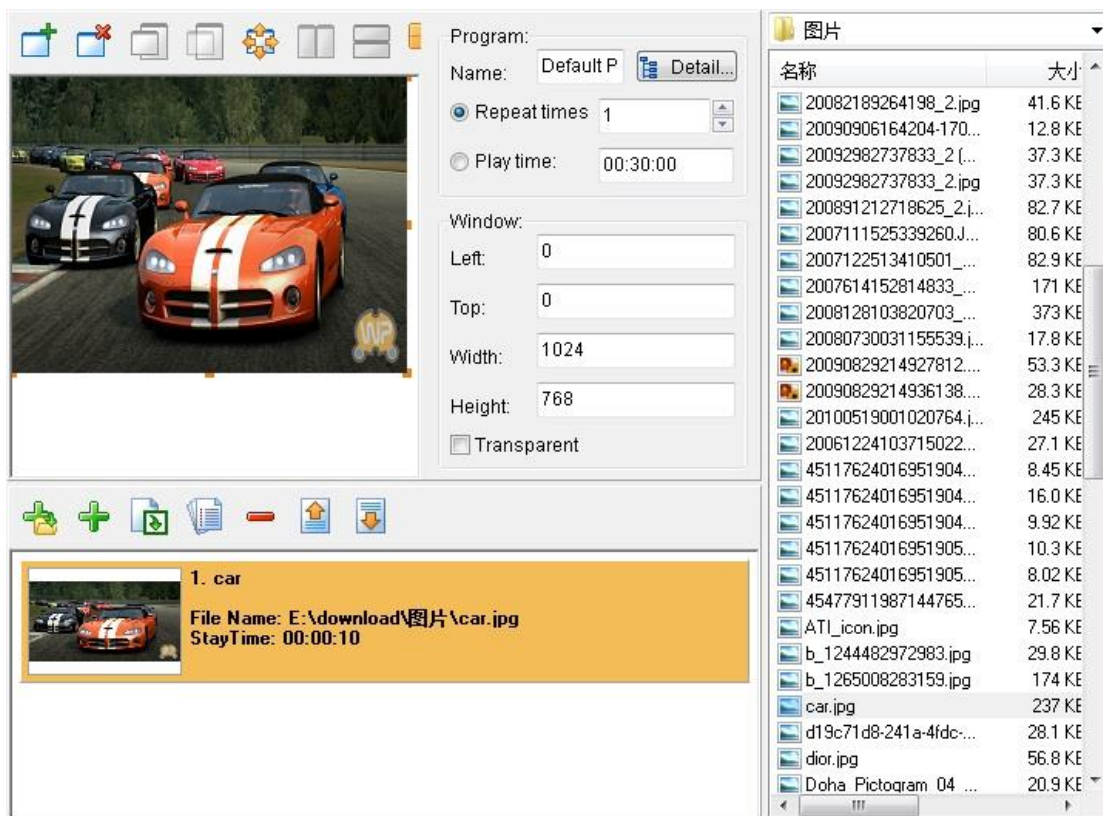 Program:
Name: Default P Detail...
Repeat times 1
Play time: 00:30:00
Window:
Left: 0
Top: 0
Width: 1024
Height: 768
Transparent
WP
1. car
File Name: E:\download\图片\car.jpg
StayTime: 00:00:10
图片
名称 大小
20082189264198_2.jpg 41.6 KB
20090906164204-170... 12.8 KB
20092982737833_2 (... 37.3 KB
20092982737833_2.jpg 37.3 KB
200891212718625_2.j... 82.7 KB
2007111525339260.J... 80.6 KB
2007122513410501_... 82.9 KB
2007614152814833_... 171 KB
2008128103820703_... 373 KB
20080730031155539.j... 17.8 KB
20090829214927812.... 53.3 KB
20090829214936138.... 28.3 KB
20100519001020764.j... 245 KB
20061224103715022... 27.1 KB
45117624016951904... 8.45 KB
45117624016951904... 16.0 KB
45117624016951904... 9.92 KB
45117624016951905... 10.3 KB
45117624016951905... 8.02 KB
45477911987144765... 21.7 KB
ATI_icon.jpg 7.56 KB
b_1244482972983.jpg 29.8 KB
b_1265008283159.jpg 174 KB
car.jpg 237 KB
d19c71d8-241a-4fdc-... 28.1 KB
dior.jpg 56.8 KB
Doha_Pictogram_04_... 20.9 KB